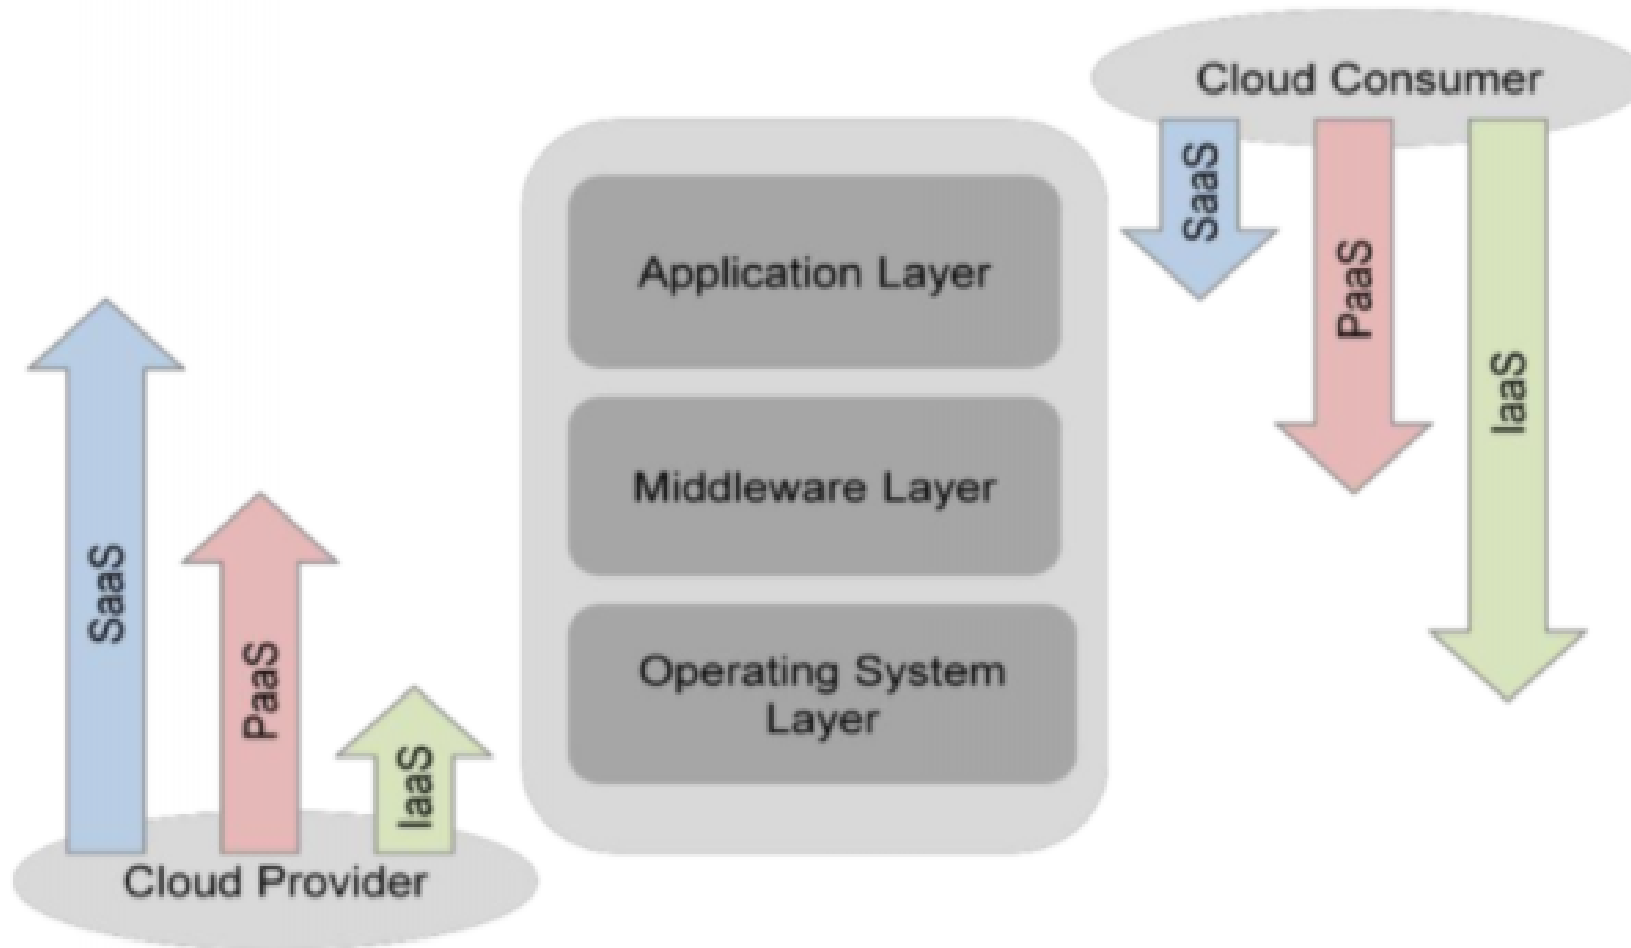 Cloud Consumer
SaaS
PaaS
IaaS
Application Layer
Middleware Layer
Operating System
Layer
SaaS
PaaS
IaaS
Cloud Provider